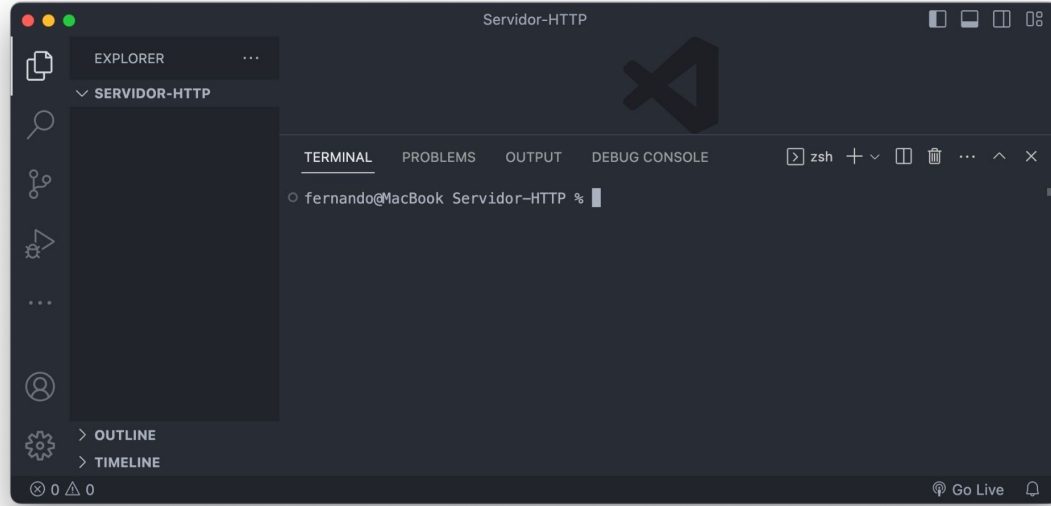 Servidor-HTTP
EXPLORER
SERVIDOR-HTTP
TERMINAL PROBLEMS OUTPUT DEBUG CONSOLE zsh
fernando@MacBook Servidor-HTTP %
OUTLINE
TIMELINE
0 0 Go Live